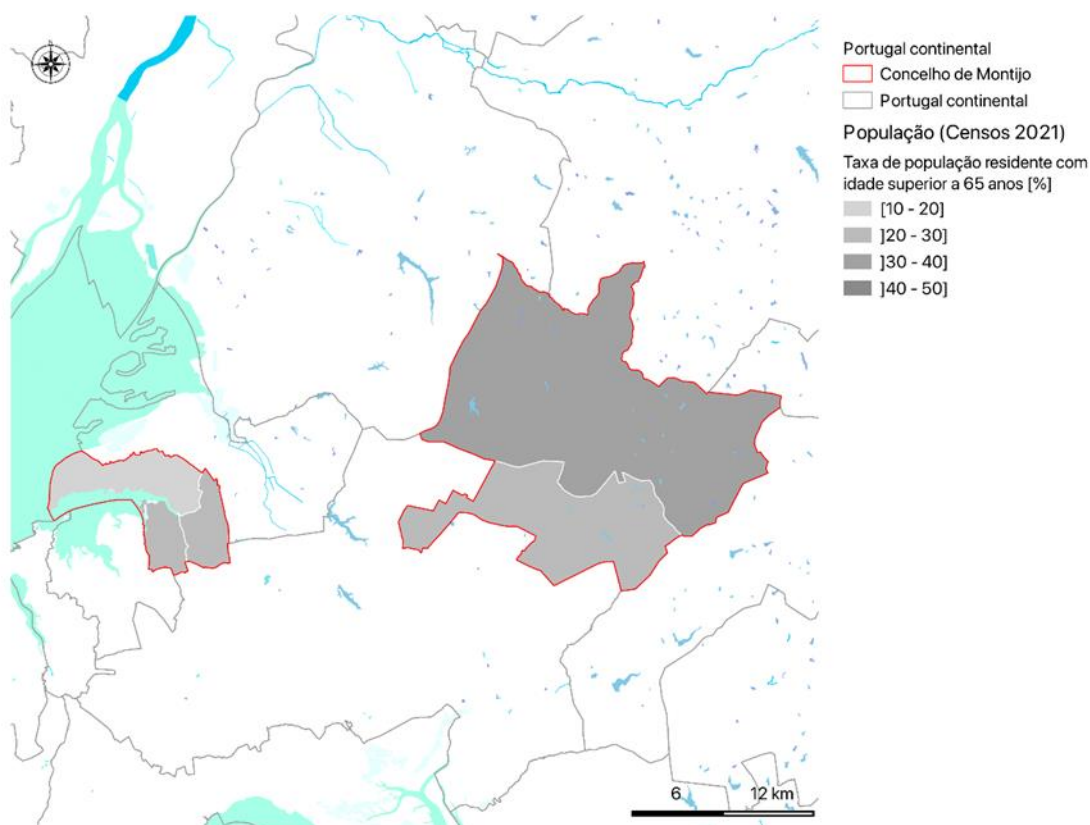 N
Portugal continental
Concelho de Montijo
Portugal continental
População (Censos 2021)
Taxa de população residente com
idade superior a 65 anos [%]
[10 - 20]
]20 - 30]
]30 - 40]
]40 - 50]
6 12 km